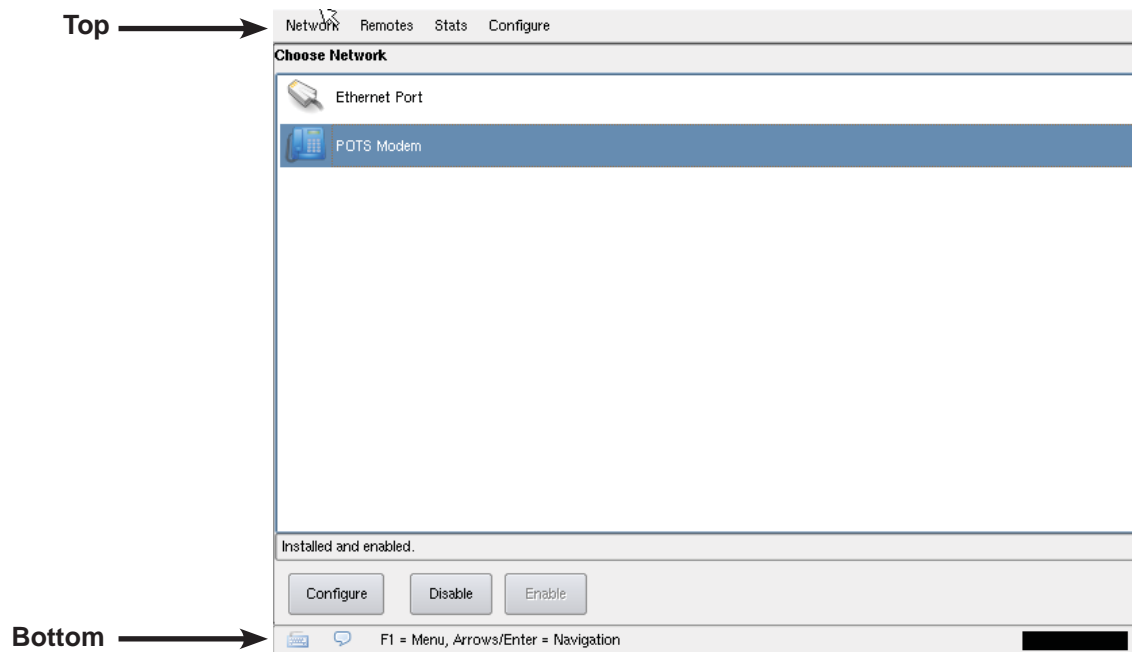 Top
Network Remotes Stats Configure
Choose Network
Ethernet Port
POTS Modem
Installed and enabled.
Configure Disable Enable
Bottom
F1 = Menu, Arrows/Enter = Navigation